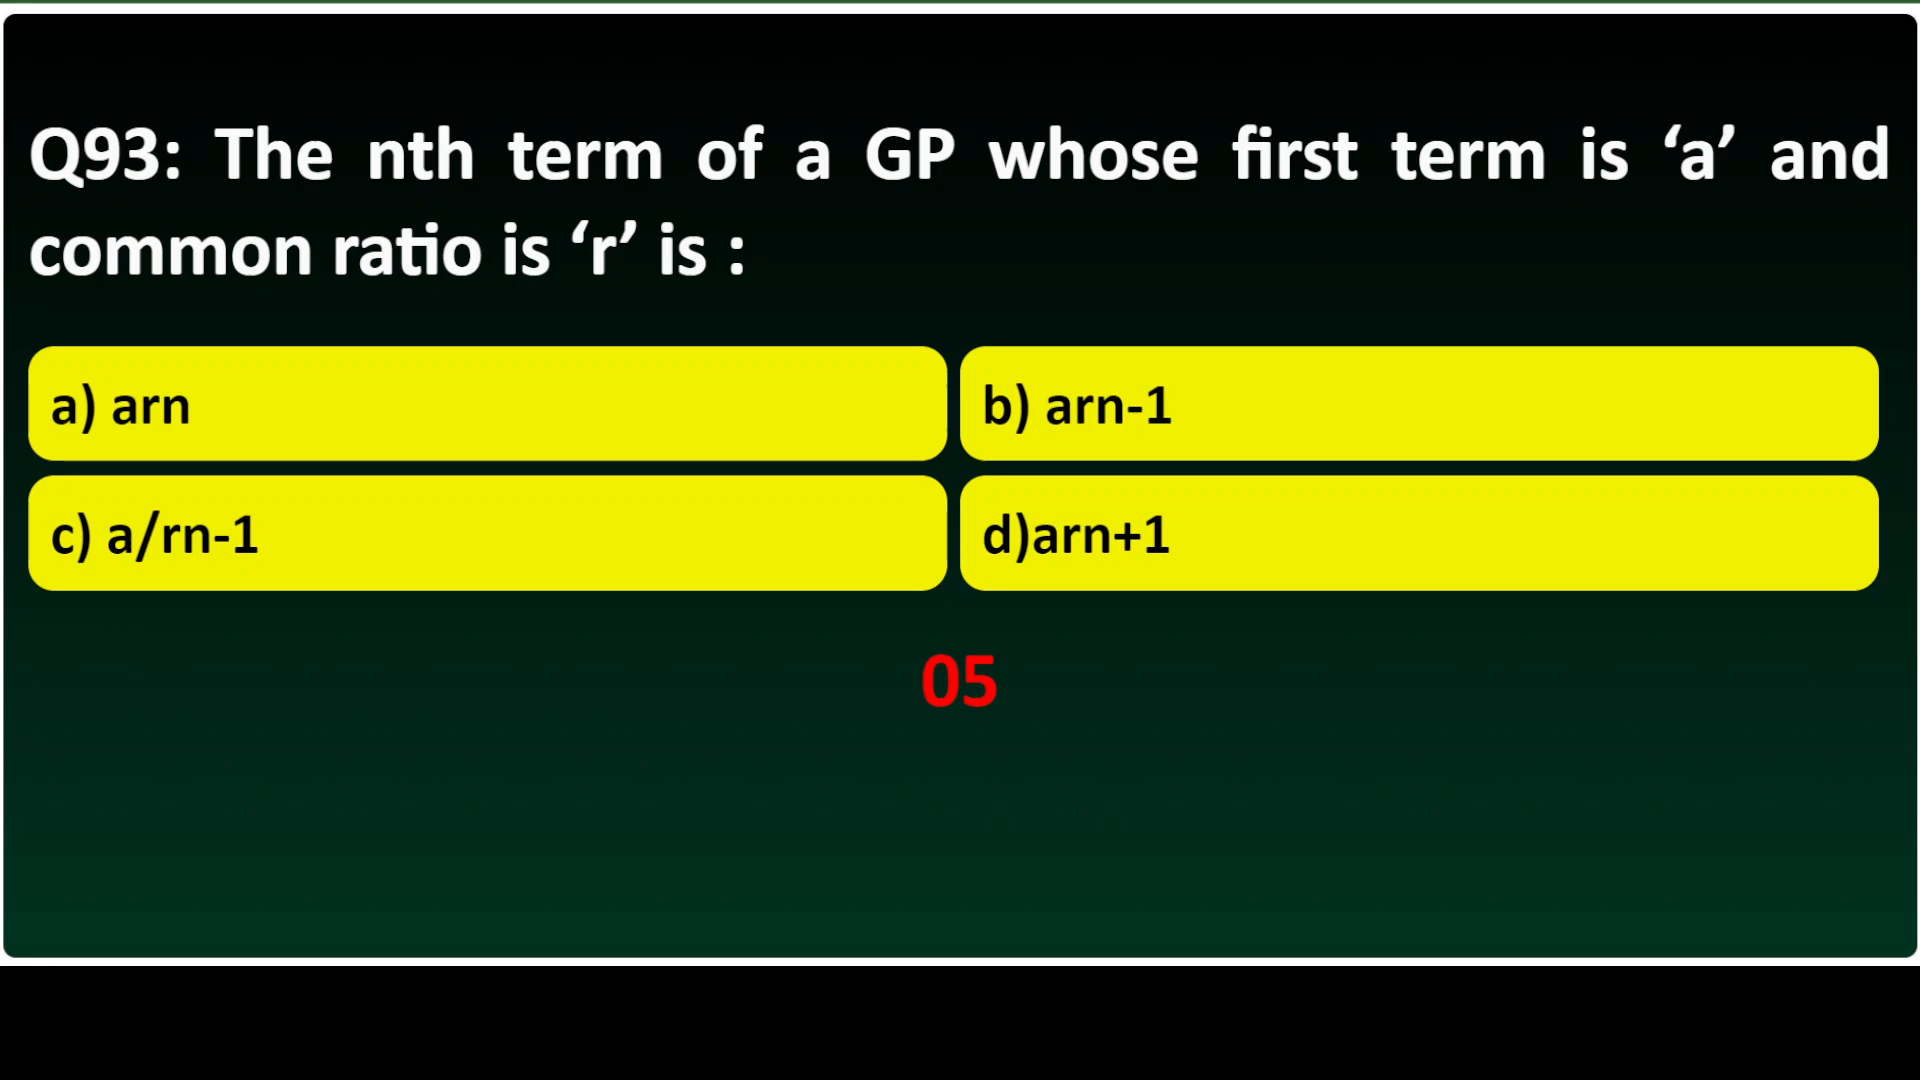 Q93: The nth term of a GP whose first term is ‘a’ and
common ratio is ‘r’ is :
a) arn
b) arn-1
c) a/rn-1
d)arn+1
05